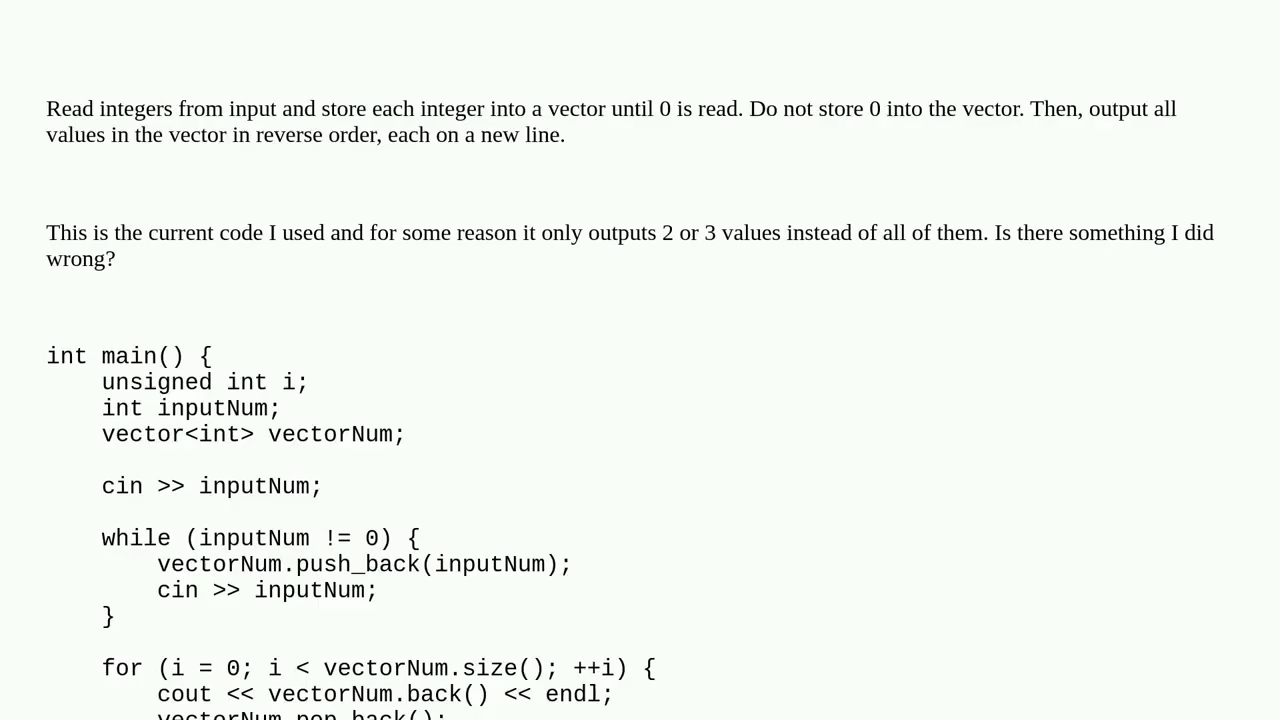 Read integers from input and store each integer into a vector until 0 is read. Do not store 0 into the vector. Then, output all
values in the vector in reverse order, each on a new line.
This is the current code I used and for some reason it only outputs 2 or 3 values instead of all of them. Is there something I did
wrong?
int main() {
    unsigned int i;
    int inputNum;
    vector<int> vectorNum;
    cin >> inputNum;
    while (inputNum != 0) {
        vectorNum.push_back(inputNum);
        cin >> inputNum;
    }
    for (i = 0; i < vectorNum.size(); ++i) {
        cout << vectorNum.back() << endl;
        vectorNum.pop_back();